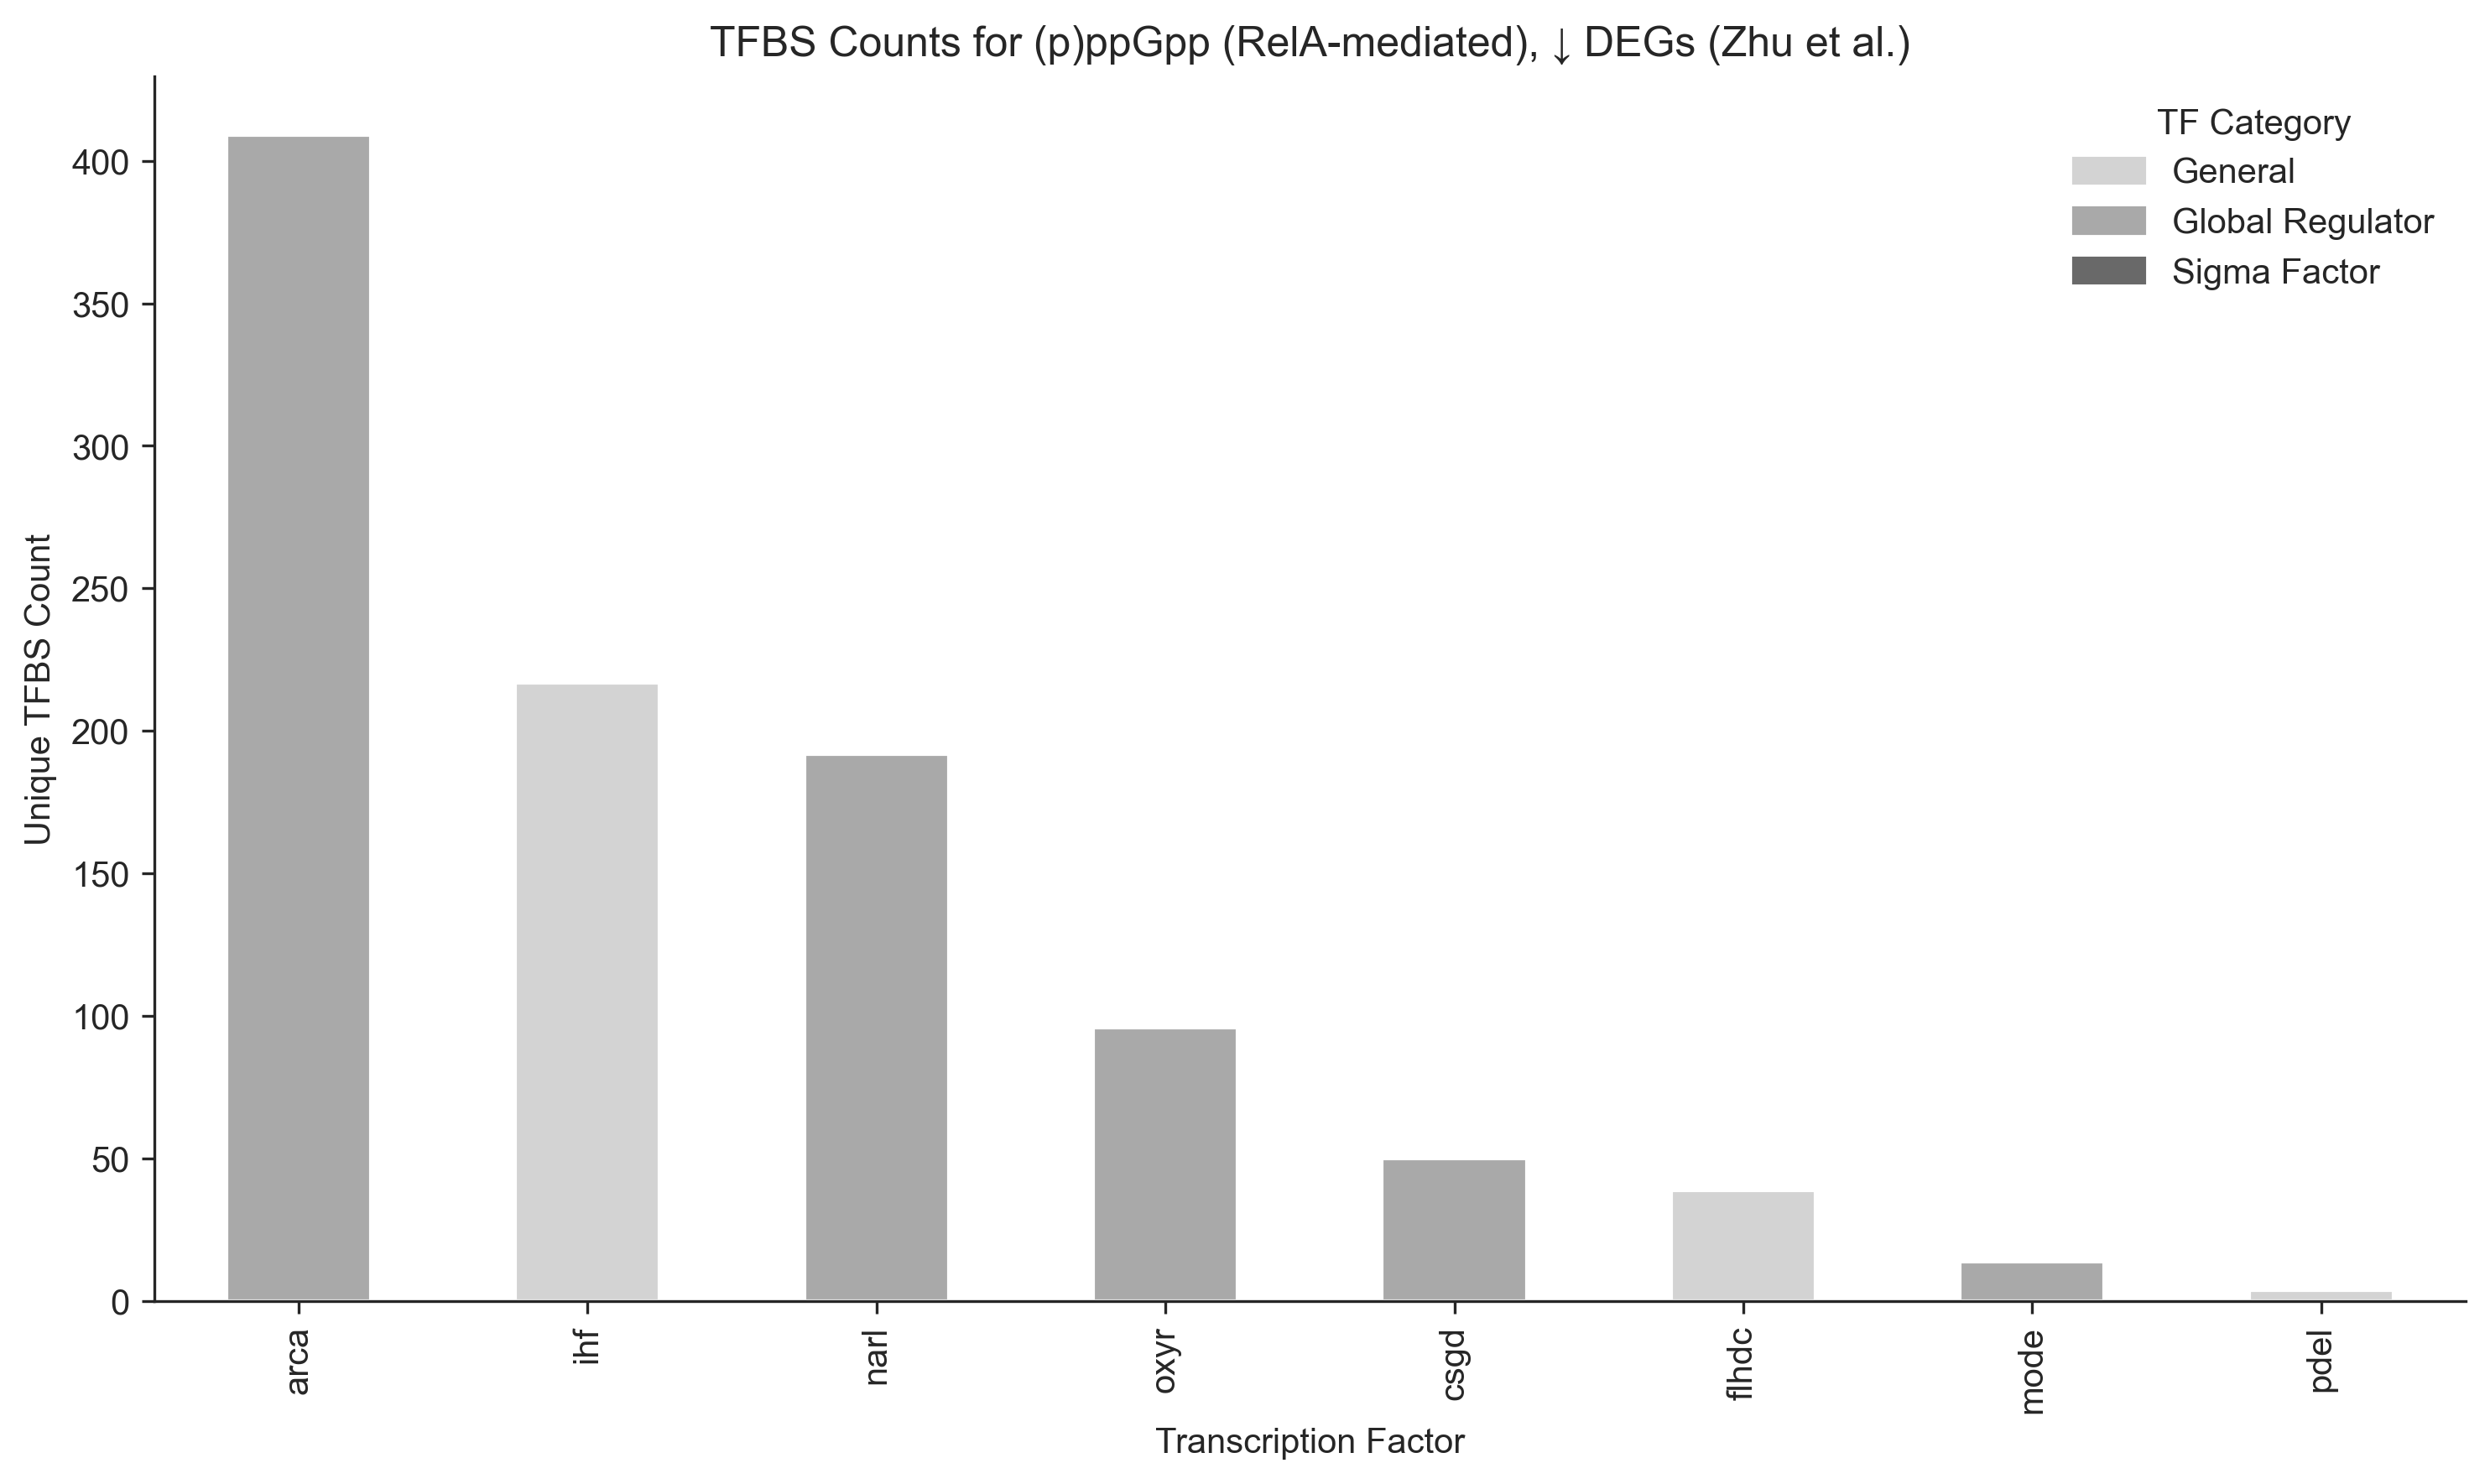 TFBS Counts for (p)ppGpp (RelA-mediated), ↓ DEGs (Zhu et al.)
TF Category
General
Global Regulator
Sigma Factor
Unique TFBS Count
400
350
300
250
200
150
100
50
0
arca
ihf
narl
oxyr
csgd
flhdc
mode
pdel
Transcription Factor